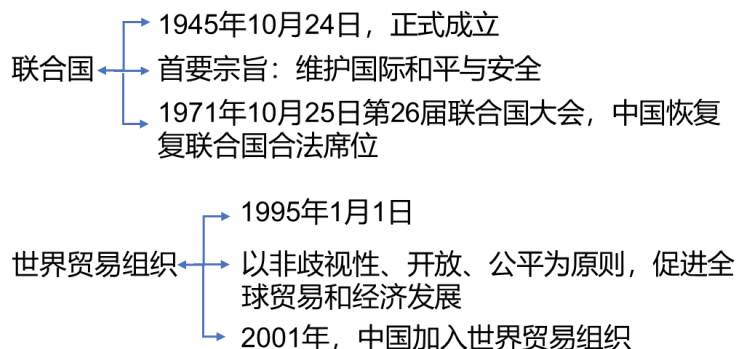 1945年10月24日，正式成立
联合国
首要宗旨：维护国际和平与安全
1971年10月25日第26届联合国大会，中国恢复
复联合国合法席位
1995年1月1日
世界贸易组织
以非歧视性、开放、公平为原则，促进全
球贸易和经济发展
2001年，中国加入世界贸易组织